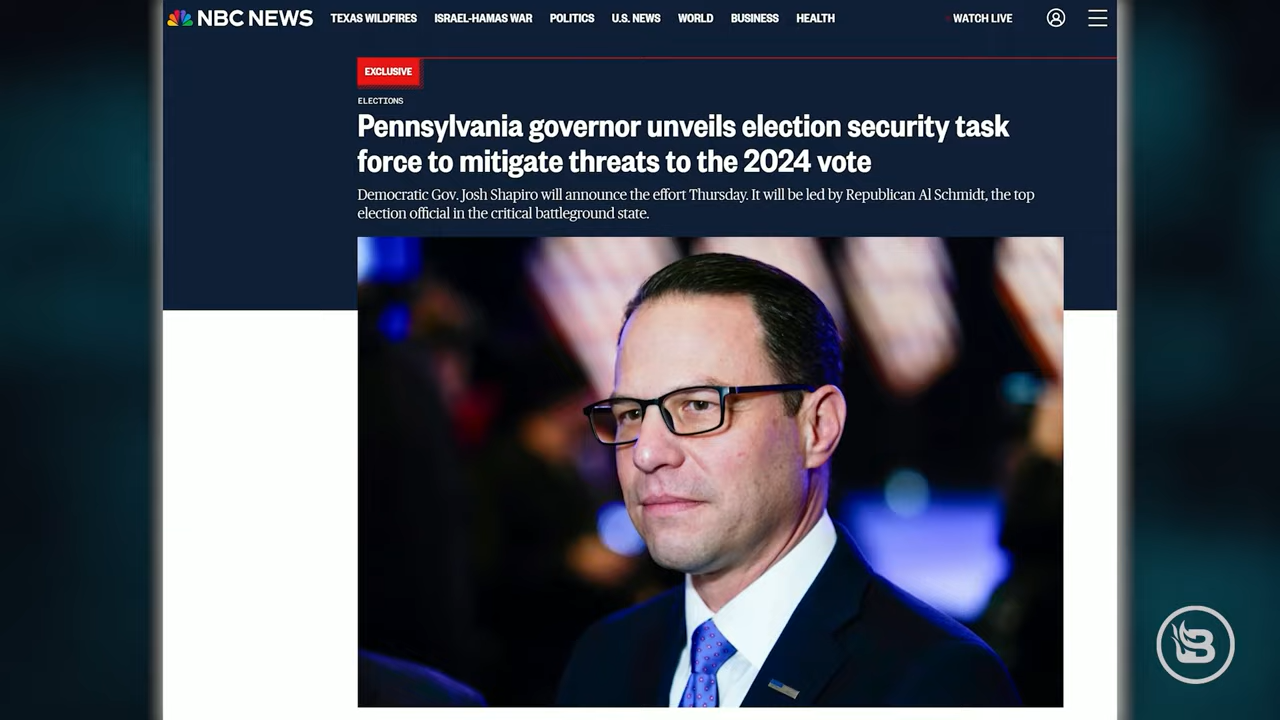 NBC NEWS TEXAS WILDFIRES ISRAEL-HAMAS WAR POLITICS U.S. NEWS WORLD BUSINESS HEALTH WATCH LIVE
EXCLUSIVE
ELECTIONS
Pennsylvania governor unveils election security task
force to mitigate threats to the 2024 vote
Democratic Gov. Josh Shapiro will announce the effort Thursday. It will be led by Republican Al Schmidt, the top
election official in the critical battleground state.
B